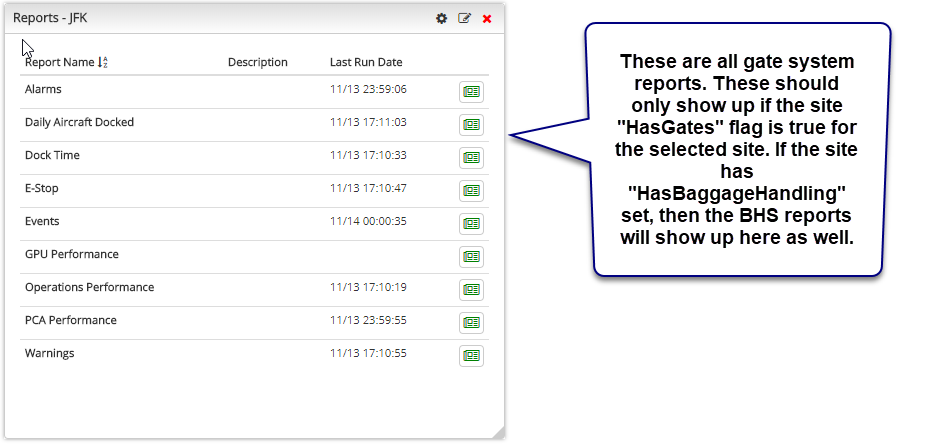 Reports - JFK
Report Name Description Last Run Date
Alarms 11/13 23:59:06
Daily Aircraft Docked 11/13 17:11:03
Dock Time 11/13 17:10:33
E-Stop 11/13 17:10:47
Events 11/14 00:00:35
GPU Performance
Operations Performance 11/13 17:10:19
PCA Performance 11/13 23:59:55
Warnings 11/13 17:10:55
These are all gate system
reports. These should
only show up if the site
"HasGates" flag is true for
the selected site. If the site
has
"HasBaggageHandling"
set, then the BHS reports
will show up here as well.